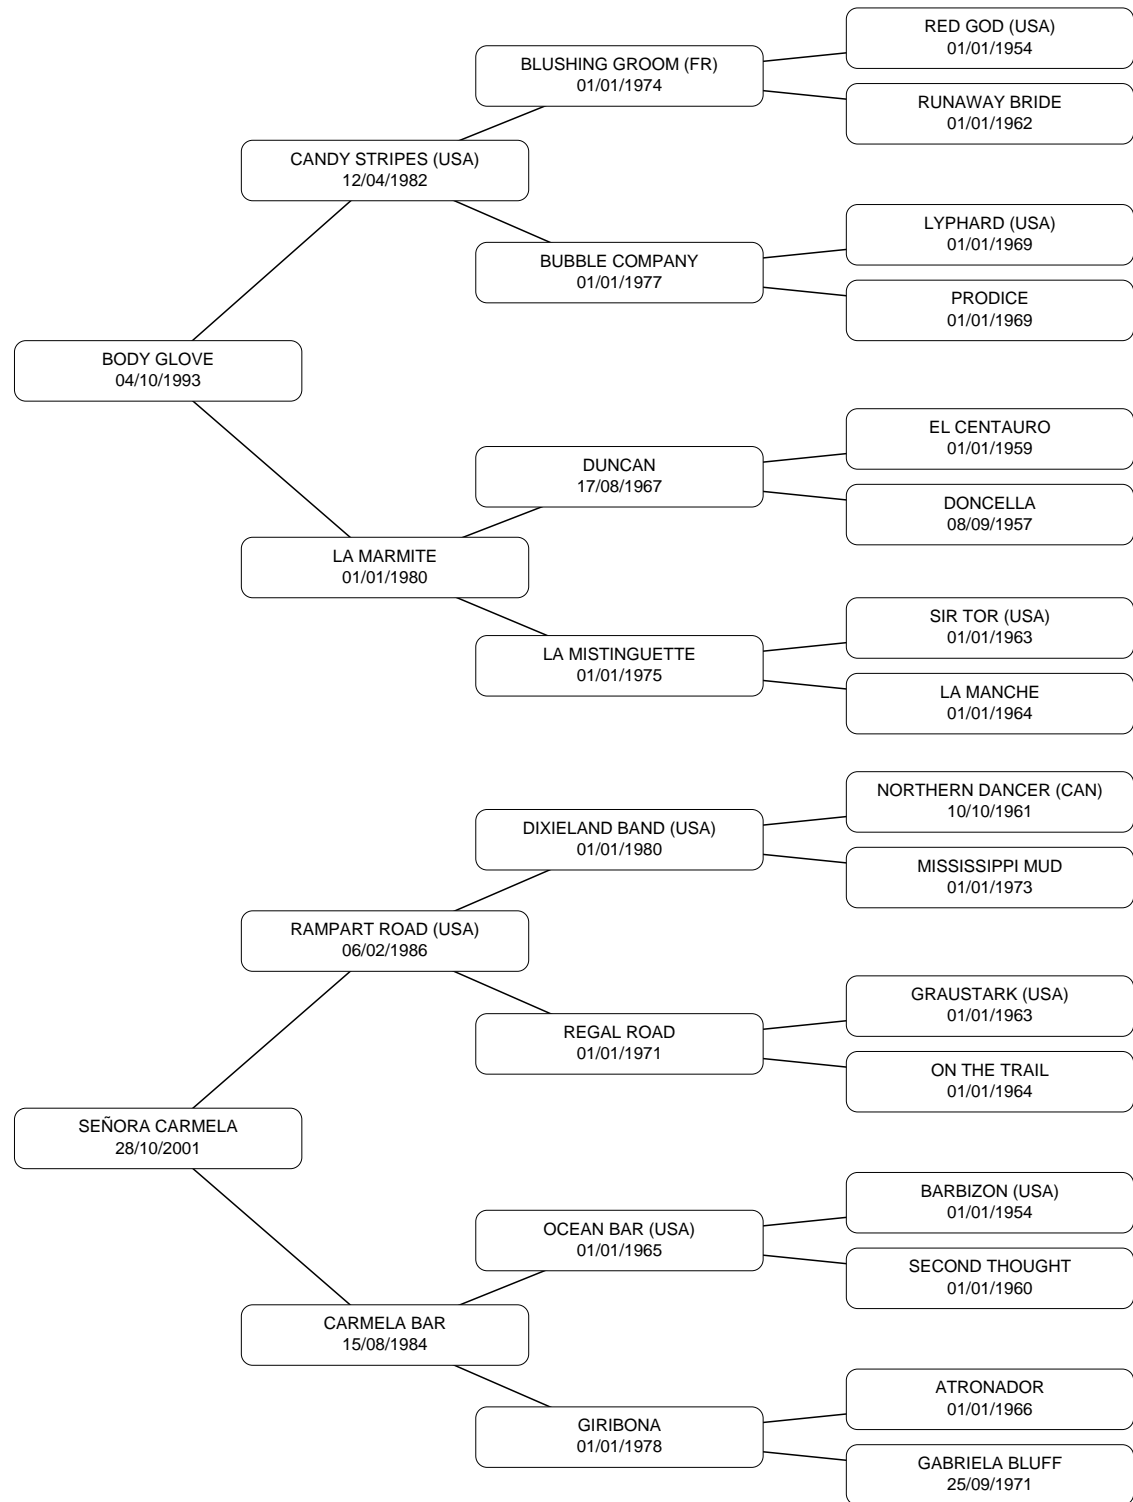 RED GOD (USA)
01/01/1954
BLUSHING GROOM (FR)
01/01/1974
RUNAWAY BRIDE
01/01/1962
CANDY STRIPES (USA)
12/04/1982
LYPHARD (USA)
01/01/1969
BUBBLE COMPANY
01/01/1977
PRODICE
01/01/1969
BODY GLOVE
04/10/1993
EL CENTAURO
01/01/1959
DUNCAN
17/08/1967
DONCELLA
08/09/1957
LA MARMITE
01/01/1980
SIR TOR (USA)
01/01/1963
LA MISTINGUETTE
01/01/1975
LA MANCHE
01/01/1964
NORTHERN DANCER (CAN)
10/10/1961
DIXIELAND BAND (USA)
01/01/1980
MISSISSIPPI MUD
01/01/1973
RAMPART ROAD (USA)
06/02/1986
GRAUSTARK (USA)
01/01/1963
REGAL ROAD
01/01/1971
ON THE TRAIL
01/01/1964
SEÑORA CARMELA
28/10/2001
BARBIZON (USA)
01/01/1954
OCEAN BAR (USA)
01/01/1965
SECOND THOUGHT
01/01/1960
CARMELA BAR
15/08/1984
ATRONADOR
01/01/1966
GIRIBONA
01/01/1978
GABRIELA BLUFF
25/09/1971